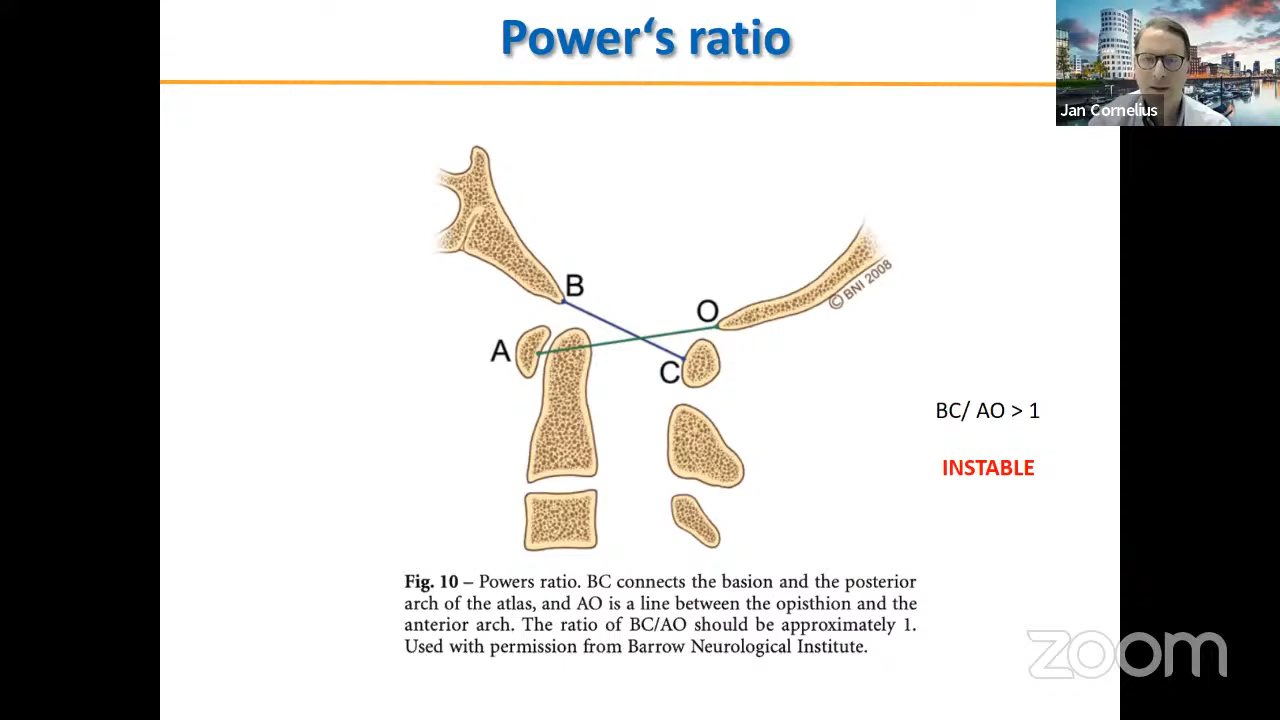 Power‘s ratio
Jan Cornelius
B
O
© BNI 2008
A
C
BC/ AO > 1
INSTABLE
Fig. 10 – Powers ratio. BC connects the basion and the posterior
arch of the atlas, and AO is a line between the opisthion and the
anterior arch. The ratio of BC/AO should be approximately 1.
Used with permission from Barrow Neurological Institute.
zoom